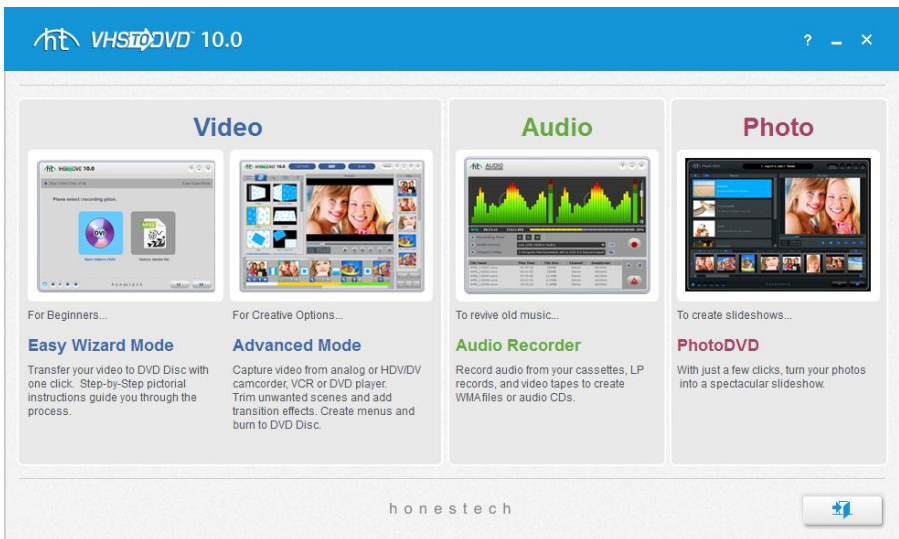 ht VHSTODVD™ 10.0
?
Video
Audio
Photo
For Beginners...
Easy Wizard Mode
Transfer your video to DVD Disc with
one click. Step-by-Step pictorial
instructions guide you through the
process.
For Creative Options...
Advanced Mode
Capture video from analog or HDV/DV
camcorder, VCR or DVD player.
Trim unwanted scenes and add
transition effects. Create menus and
burn to DVD Disc.
To revive old music...
Audio Recorder
Record audio from your cassettes, LP
records, and video tapes to create
WMA files or audio CDs.
To create slideshows...
PhotoDVD
With just a few clicks, turn your photos
into a spectacular slideshow.
honestech